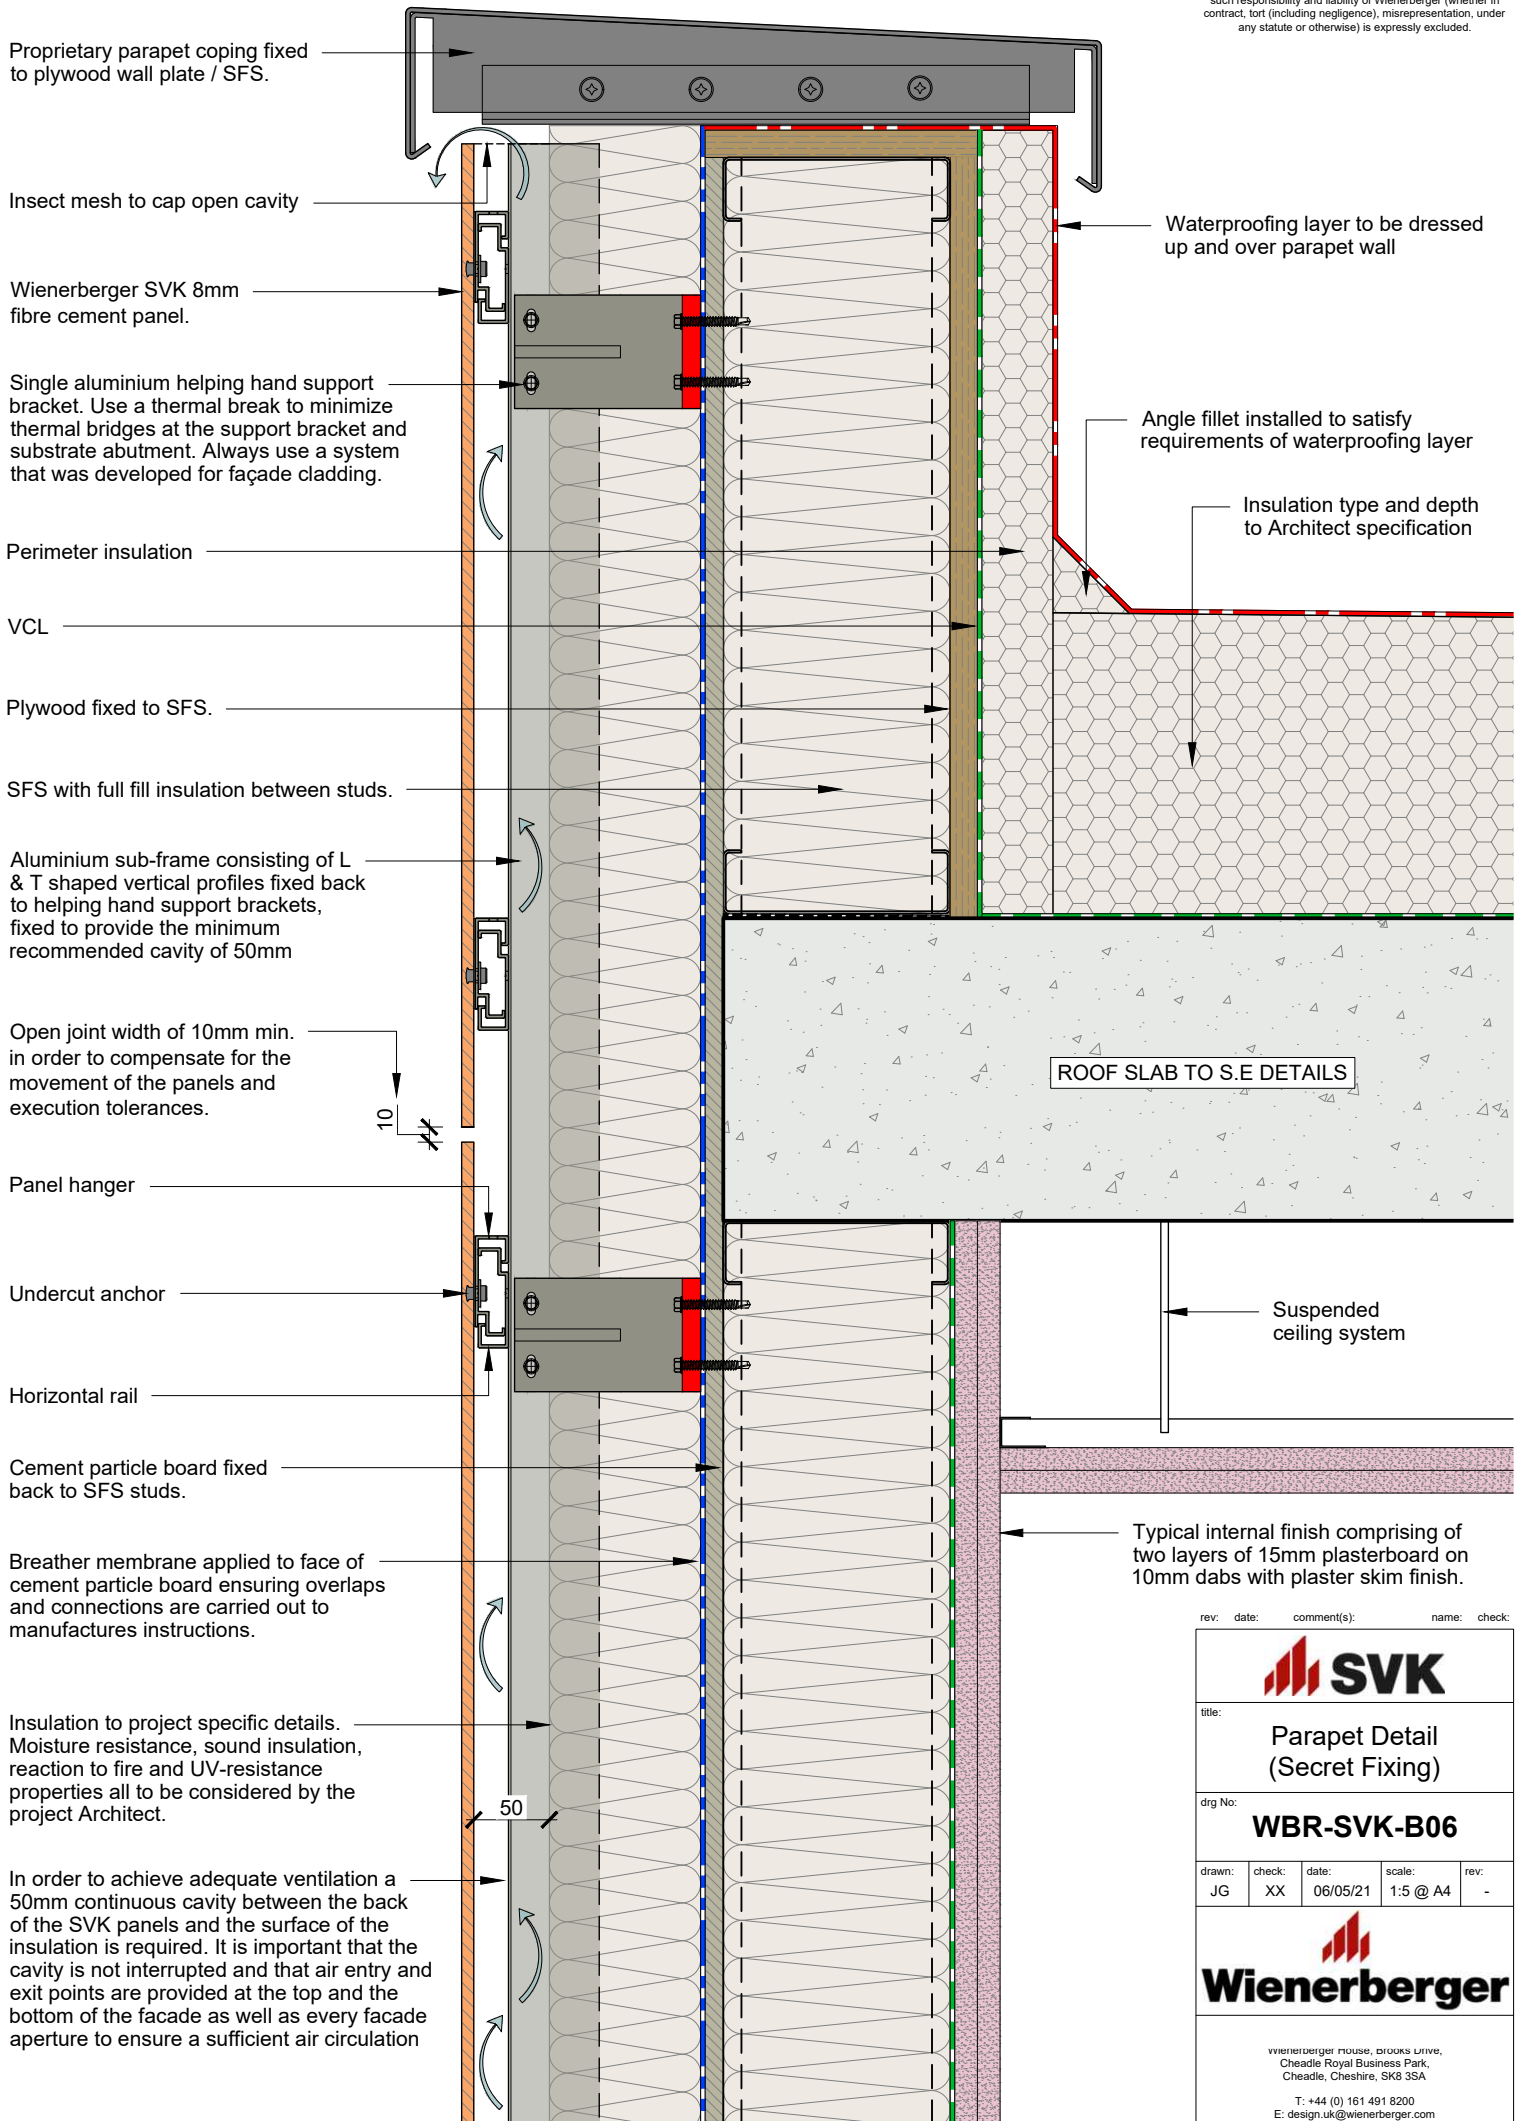 such responsibility and liability of Wienerberger (whether in
contract, tort (including negligence), misrepresentation, under
any statute or otherwise) is expressly excluded.
Proprietary parapet coping fixed
to plywood wall plate / SFS.
Insect mesh to cap open cavity
Wienerberger SVK 8mm
fibre cement panel.
Single aluminium helping hand support
bracket. Use a thermal break to minimize
thermal bridges at the support bracket and
substrate abutment. Always use a system
that was developed for façade cladding.
Perimeter insulation
VCL
Plywood fixed to SFS.
SFS with full fill insulation between studs.
Aluminium sub-frame consisting of L
& T shaped vertical profiles fixed back
to helping hand support brackets,
fixed to provide the minimum
recommended cavity of 50mm
Open joint width of 10mm min.
in order to compensate for the
movement of the panels and
execution tolerances.
10
Panel hanger
Undercut anchor
Horizontal rail
Cement particle board fixed
back to SFS studs.
Breather membrane applied to face of
cement particle board ensuring overlaps
and connections are carried out to
manufactures instructions.
Insulation to project specific details.
Moisture resistance, sound insulation,
reaction to fire and UV-resistance
properties all to be considered by the
project Architect.
50
In order to achieve adequate ventilation a
50mm continuous cavity between the back
of the SVK panels and the surface of the
insulation is required. It is important that the
cavity is not interrupted and that air entry and
exit points are provided at the top and the
bottom of the facade as well as every facade
aperture to ensure a sufficient air circulation
Waterproofing layer to be dressed
up and over parapet wall
Angle fillet installed to satisfy
requirements of waterproofing layer
Insulation type and depth
to Architect specification
ROOF SLAB TO S.E DETAILS
Suspended
ceiling system
Typical internal finish comprising of
two layers of 15mm plasterboard on
10mm dabs with plaster skim finish.
rev: date: comment(s): name: check:
SVK
title:
Parapet Detail
(Secret Fixing)
drg No:
WBR-SVK-B06
drawn: check: date: scale: rev:
JG XX 06/05/21 1:5 @ A4 -
Wienerberger
Wienerberger House, Brooks Drive,
Cheadle Royal Business Park,
Cheadle, Cheshire, SK8 3SA
T: +44 (0) 161 491 8200
E: design.uk@wienerberger.com